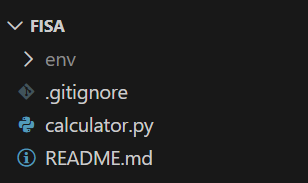 FISA
env
.gitignore
calculator.py
README.md